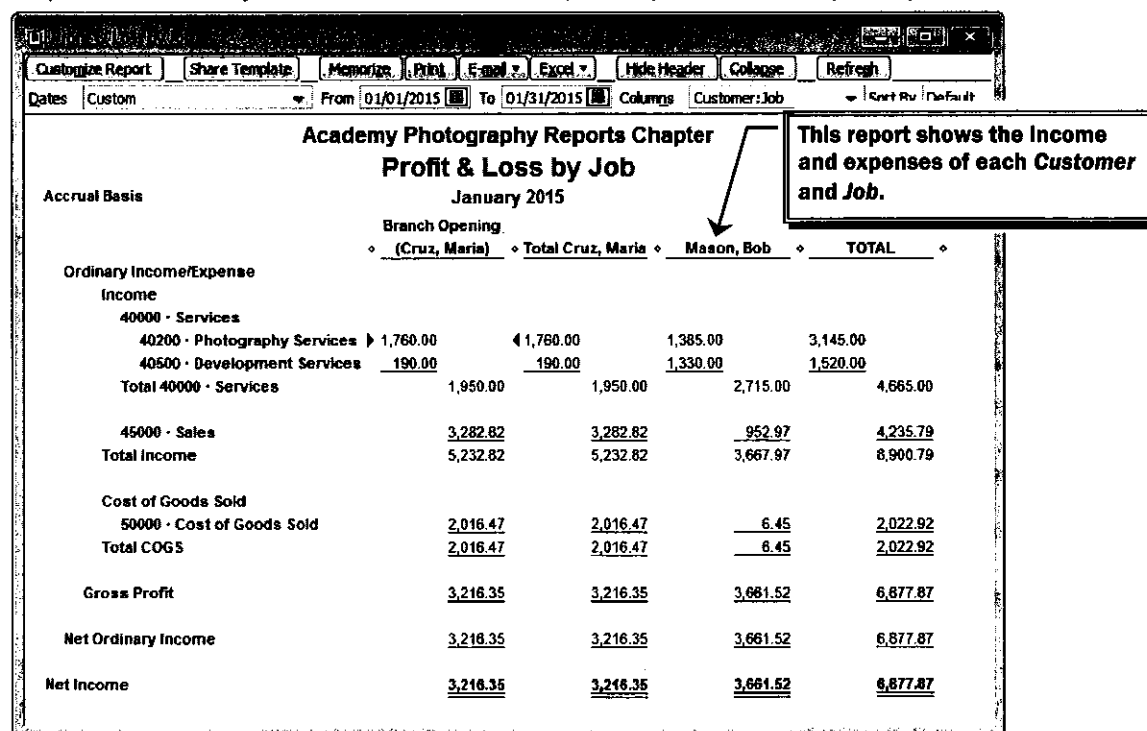 Customize Report Share Template Memorize Print E-mail Excel Hide Header Collapse Refresh
Dates Custom From 01/01/2015 To 01/31/2015 Columns Customer:Job Sort By Default
This report shows the income
and expenses of each Customer
and Job.
Academy Photography Reports Chapter
Profit & Loss by Job
Accrual Basis January 2015
Branch Opening
(Cruz, Maria) Total Cruz, Maria Mason, Bob TOTAL
Ordinary Income/Expense
Income
40000 · Services
40200 · Photography Services 1,760.00 1,760.00 1,385.00 3,145.00
40500 · Development Services 190.00 190.00 1,330.00 1,520.00
Total 40000 · Services 1,950.00 1,950.00 2,715.00 4,665.00
45000 · Sales 3,282.82 3,282.82 952.97 4,235.79
Total Income 5,232.82 5,232.82 3,667.97 8,900.79
Cost of Goods Sold
50000 · Cost of Goods Sold 2,016.47 2,016.47 6.45 2,022.92
Total COGS 2,016.47 2,016.47 6.45 2,022.92
Gross Profit 3,216.35 3,216.35 3,661.52 6,877.87
Net Ordinary Income 3,216.35 3,216.35 3,661.52 6,877.87
Net Income 3,216.35 3,216.35 3,661.52 6,877.87